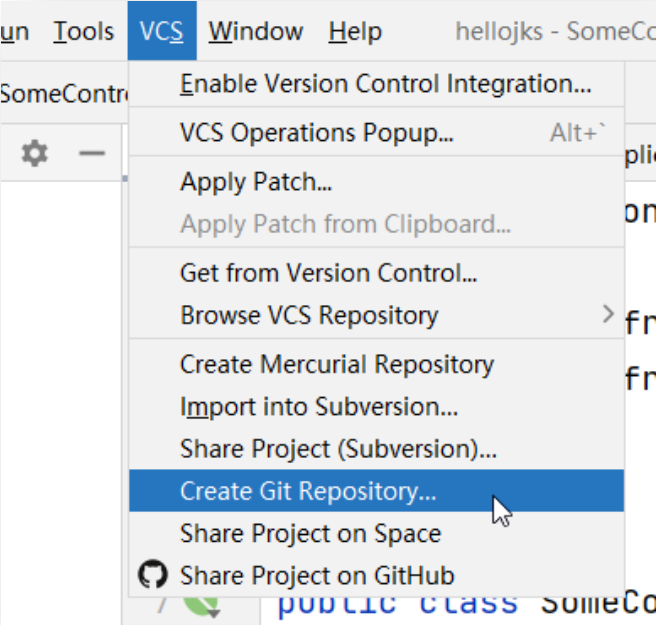 un Tools VCS Window Help hellojks - SomeCo
SomeContr
Enable Version Control Integration...
VCS Operations Popup... Alt+`
plic
Apply Patch...
on
Apply Patch from Clipboard...
Get from Version Control...
Browse VCS Repository
fr
Create Mercurial Repository
fr
Import into Subversion...
Share Project (Subversion)...
Create Git Repository...
Share Project on Space
Share Project on GitHub
7 public class SomeCo